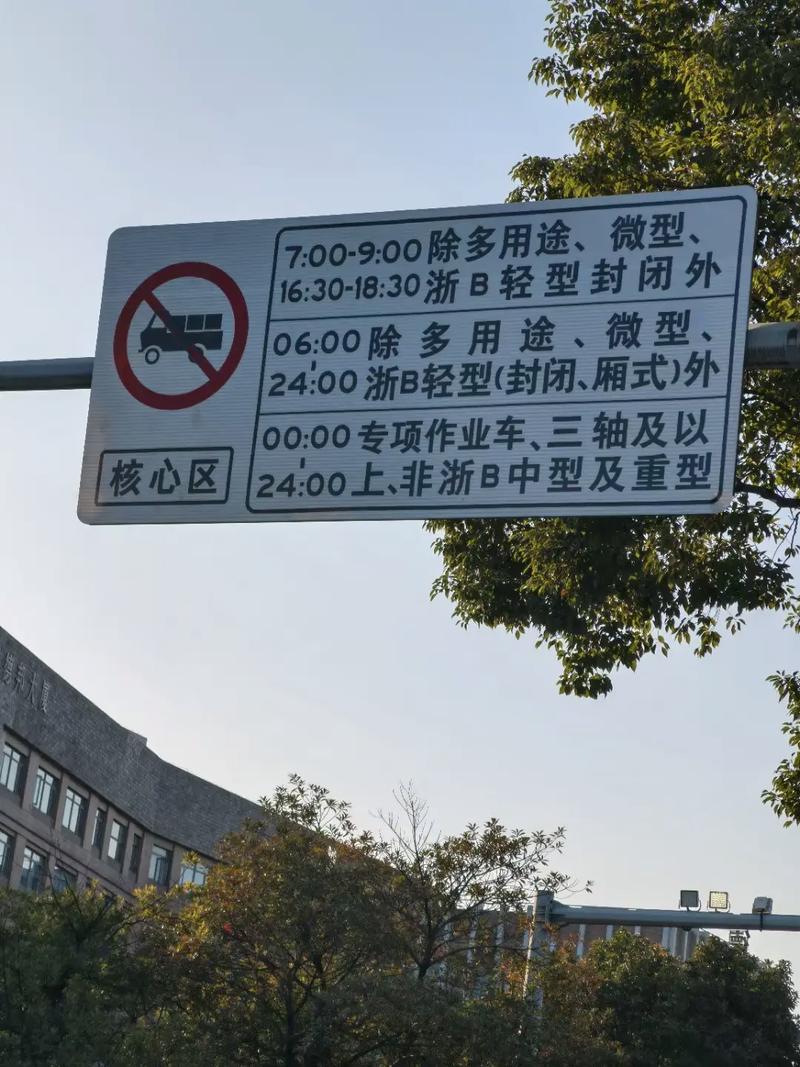 7:00-9:00 除多用途、微型、
16:30-18:30 浙B轻型封闭外
06:00 除多用途、微型、
24:00 浙B轻型(封闭、厢式)外
00:00 专项作业车、三轴及以
24:00 上、非浙B中型及重型
核心区
大厦